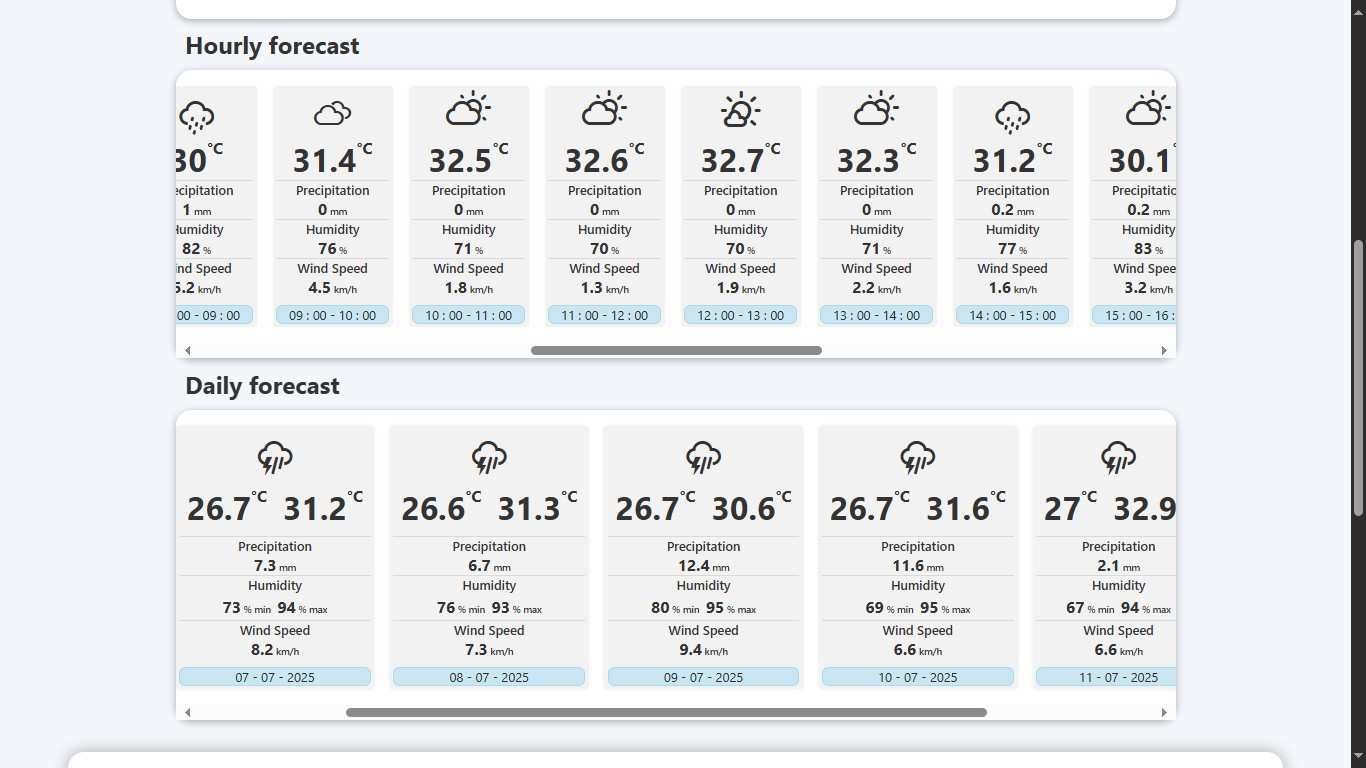 Hourly forecast
30°C 31.4°C 32.5°C 32.6°C 32.7°C 32.3°C 31.2°C 30.1°
ecipitation Precipitation Precipitation Precipitation Precipitation Precipitation Precipitation Precipitatio
1 mm 0 mm 0 mm 0 mm 0 mm 0 mm 0.2 mm 0.2 mm
Humidity Humidity Humidity Humidity Humidity Humidity Humidity Humidity
82 % 76 % 71 % 70 % 70 % 71 % 77 % 83 %
ind Speed Wind Speed Wind Speed Wind Speed Wind Speed Wind Speed Wind Speed Wind Spee
.2 km/h 4.5 km/h 1.8 km/h 1.3 km/h 1.9 km/h 2.2 km/h 1.6 km/h 3.2 km/h
00 - 09 : 00 09 : 00 - 10 : 00 10 : 00 - 11 : 00 11 : 00 - 12 : 00 12 : 00 - 13 : 00 13 : 00 - 14 : 00 14 : 00 - 15 : 00 15 : 00 - 16 :
Daily forecast
26.7°C 31.2°C 26.6°C 31.3°C 26.7°C 30.6°C 26.7°C 31.6°C 27°C 32.9
Precipitation Precipitation Precipitation Precipitation Precipitation
7.3 mm 6.7 mm 12.4 mm 11.6 mm 2.1 mm
Humidity Humidity Humidity Humidity Humidity
73 % min 94 % max 76 % min 93 % max 80 % min 95 % max 69 % min 95 % max 67 % min 94 % max
Wind Speed Wind Speed Wind Speed Wind Speed Wind Speed
8.2 km/h 7.3 km/h 9.4 km/h 6.6 km/h 6.6 km/h
07 - 07 - 2025 08 - 07 - 2025 09 - 07 - 2025 10 - 07 - 2025 11 - 07 - 2025